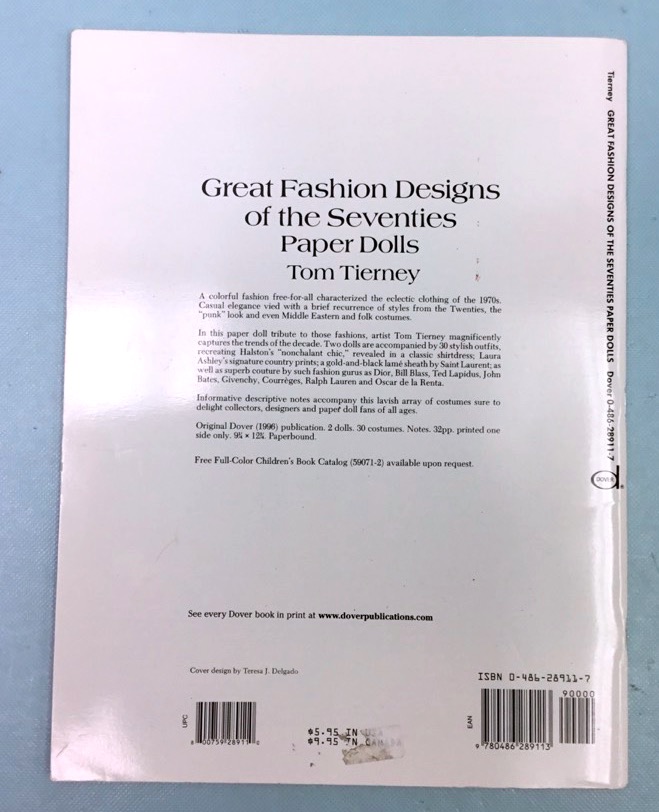 Great Fashion Designs
of the Seventies
Paper Dolls
Tom Tierney
A colorful fashion free-for-all characterized the eclectic clothing of the 1970s.
Casual elegance vied with a brief recurrence of styles from the Twenties, the
"punk" look and even Middle Eastern and folk costumes.
In this paper doll tribute to those fashions, artist Tom Tierney magnificently
captures the trends of the decade. Two dolls are accompanied by 30 stylish outfits,
recreating Halston's "nonchalant chic," revealed in a classic shirtdress; Laura
Ashley's signature country prints; a gold-and-black lamé sheath by Saint Laurent; as
well as superb couture by such fashion gurus as Dior, Bill Blass, Ted Lapidus, John
Bates, Givenchy, Courrèges, Ralph Lauren and Oscar de la Renta.
Informative descriptive notes accompany this lavish array of costumes sure to
delight collectors, designers and paper doll fans of all ages.
Original Dover (1996) publication. 2 dolls. 30 costumes. Notes. 32pp. printed one
side only. 9¼ × 12¼. Paperbound.
Free Full-Color Children's Book Catalog (59071-2) available upon request.
See every Dover book in print at www.doverpublications.com
Cover design by Teresa J. Delgado
UPC
8 00759 28911 0
$5.95 IN USA
$9.95 IN CANADA
ISBN 0-486-28911-7
90000
EAN
9 780486 289113
Tierney GREAT FASHION DESIGNS OF THE SEVENTIES PAPER DOLLS Dover 0-486-28911-7
DOVER